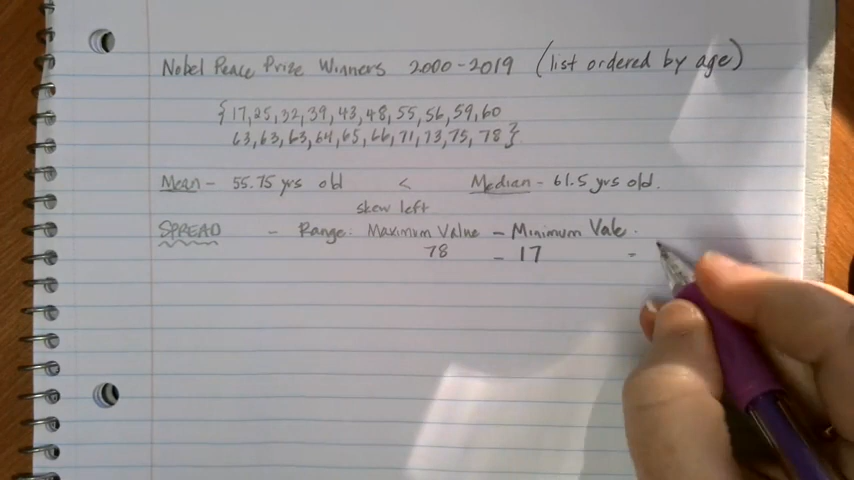 Nobel Peace Prize Winners 2000-2019 (list ordered by age)
{17,25,32,39,43,48,55,56,59,60
63,63,63,64,65,66,71,73,75,78}
Mean - 55.75 yrs old < Median - 61.5 yrs old.
skew left
SPREAD - Range: Maximum Value - Minimum Vale.
78 - 17 =